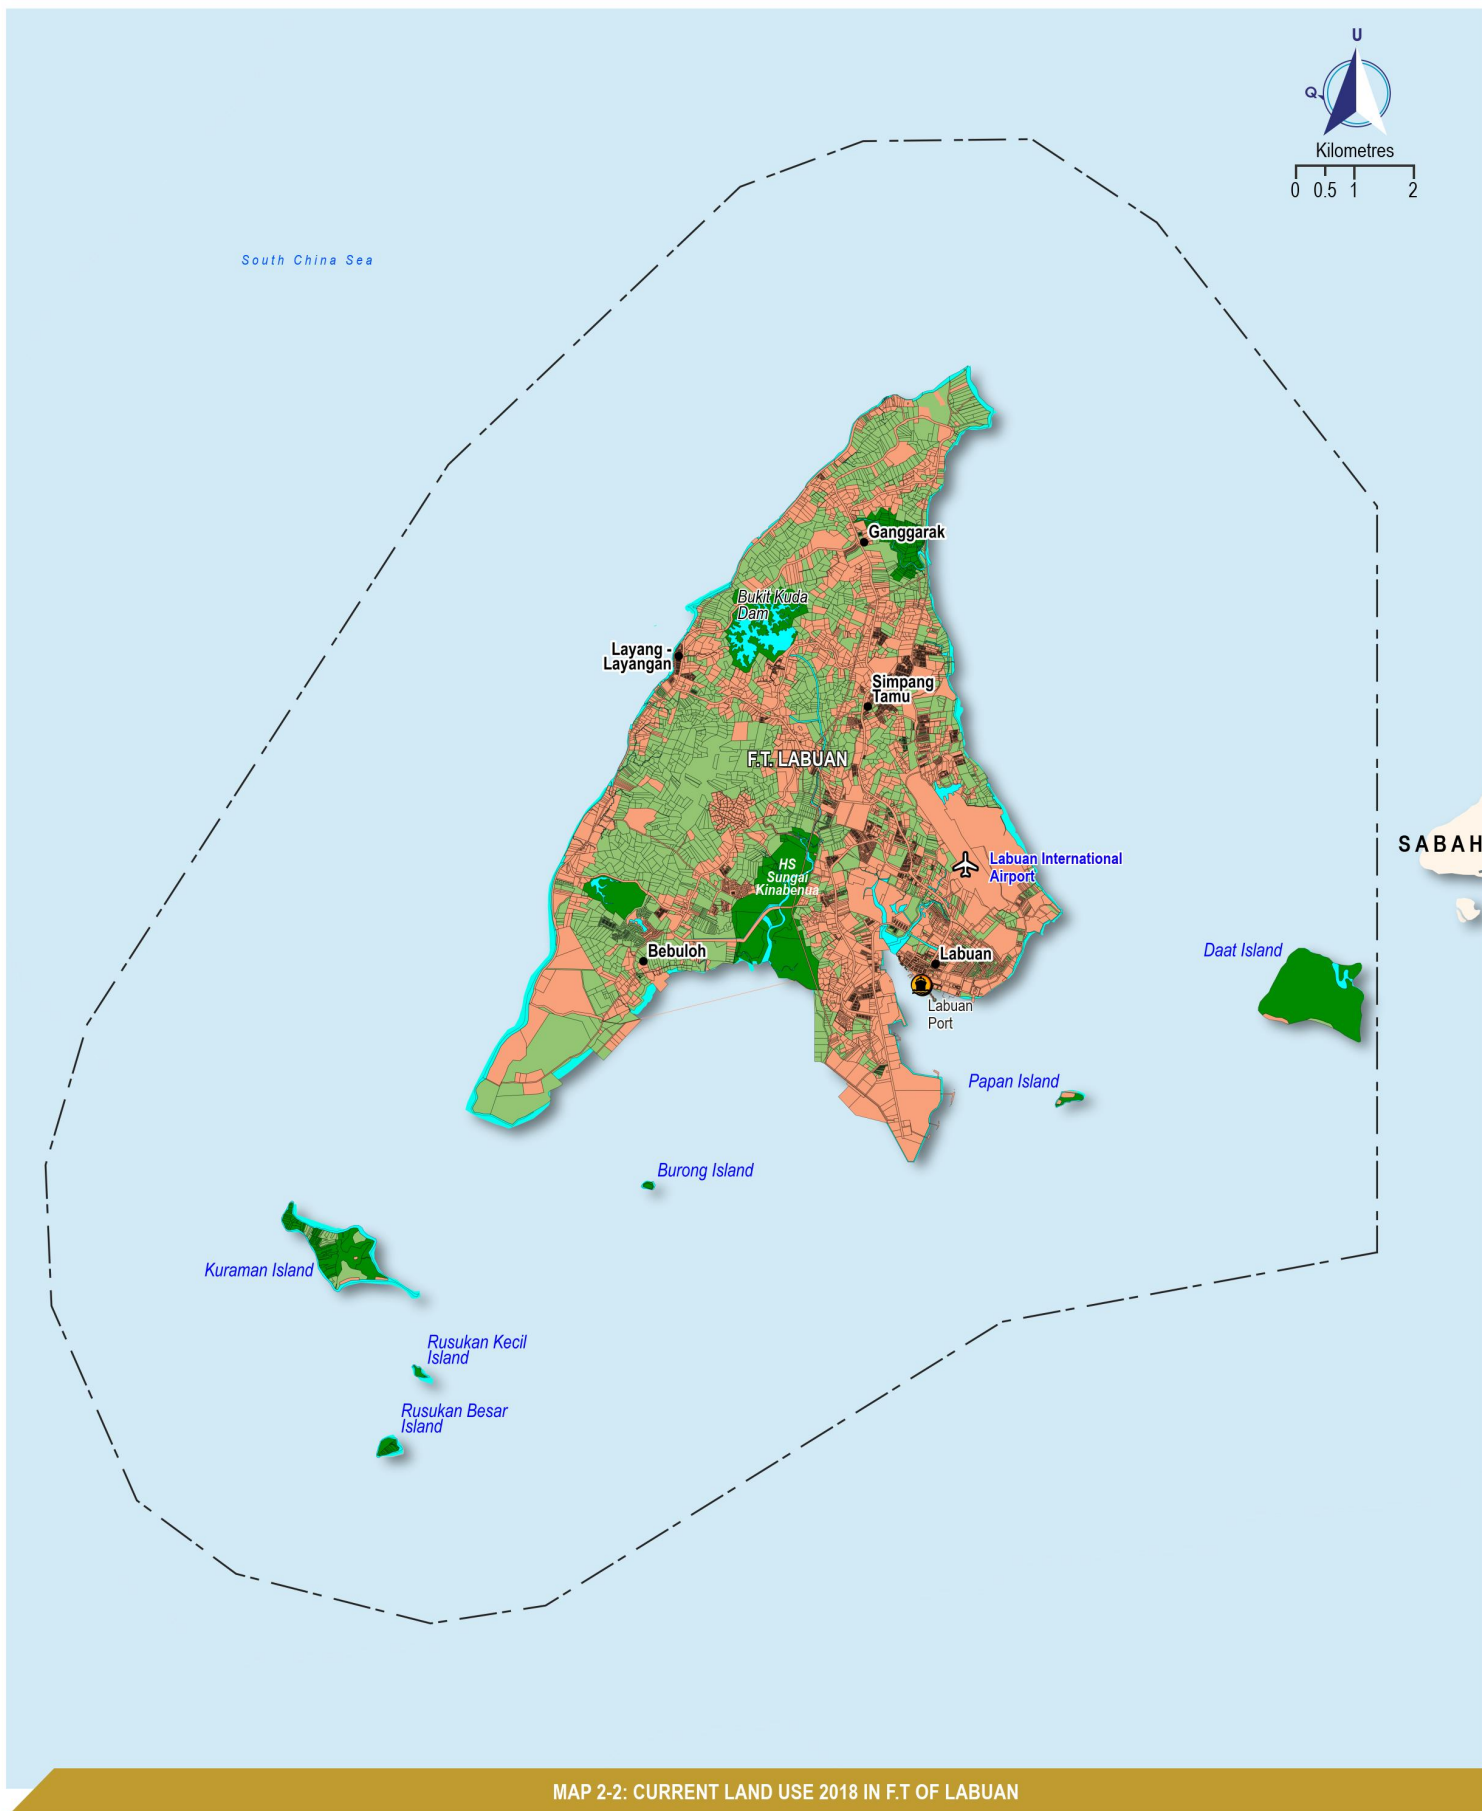 U
Q
Kilometres
0 0.5 1 2
South China Sea
Ganggarak
Bukit Kuda
Dam
Layang -
Layangan
Simpang
Tamu
F.T. LABUAN
SABAH
Labuan International
Airport
HS
Sungai
Kinabenua
Bebuloh
Labuan
Daat Island
Labuan
Port
Papan Island
Burong Island
Kuraman Island
Rusukan Kecil
Island
Rusukan Besar
Island
MAP 2-2: CURRENT LAND USE 2018 IN F.T OF LABUAN